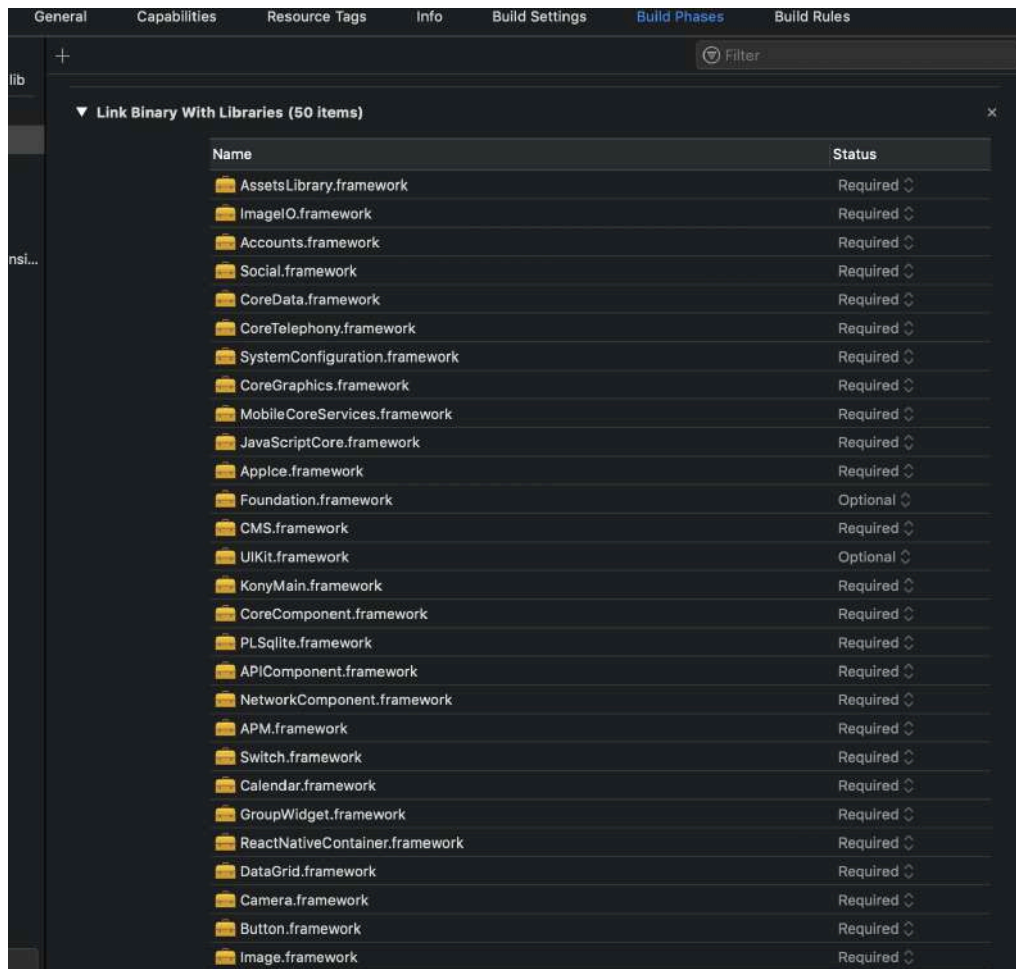 General Capabilities Resource Tags Info Build Settings Build Phases Build Rules
Filter
lib
Link Binary With Libraries (50 items)
Name Status
AssetsLibrary.framework Required
ImageIO.framework Required
Accounts.framework Required
nsi...
Social.framework Required
CoreData.framework Required
CoreTelephony.framework Required
SystemConfiguration.framework Required
CoreGraphics.framework Required
MobileCoreServices.framework Required
JavaScriptCore.framework Required
AppIce.framework Required
Foundation.framework Optional
CMS.framework Required
UIKit.framework Optional
KonyMain.framework Required
CoreComponent.framework Required
PLSqlite.framework Required
APIComponent.framework Required
NetworkComponent.framework Required
APM.framework Required
Switch.framework Required
Calendar.framework Required
GroupWidget.framework Required
ReactNativeContainer.framework Required
DataGrid.framework Required
Camera.framework Required
Button.framework Required
Image.framework Required